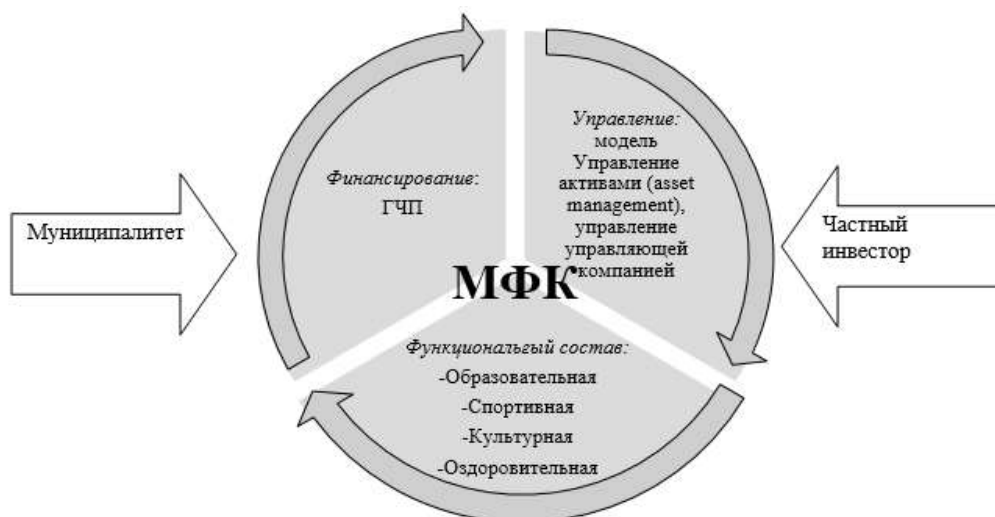 Муниципалитет
Финансирование:
ГЧП
Управление:
модель
Управление
активами (asset
management),
управление
управляющей
компанией
Частный
инвестор
МФК
Функциональгый состав:
-Образовательная
-Спортивная
-Культурная
-Оздоровительная